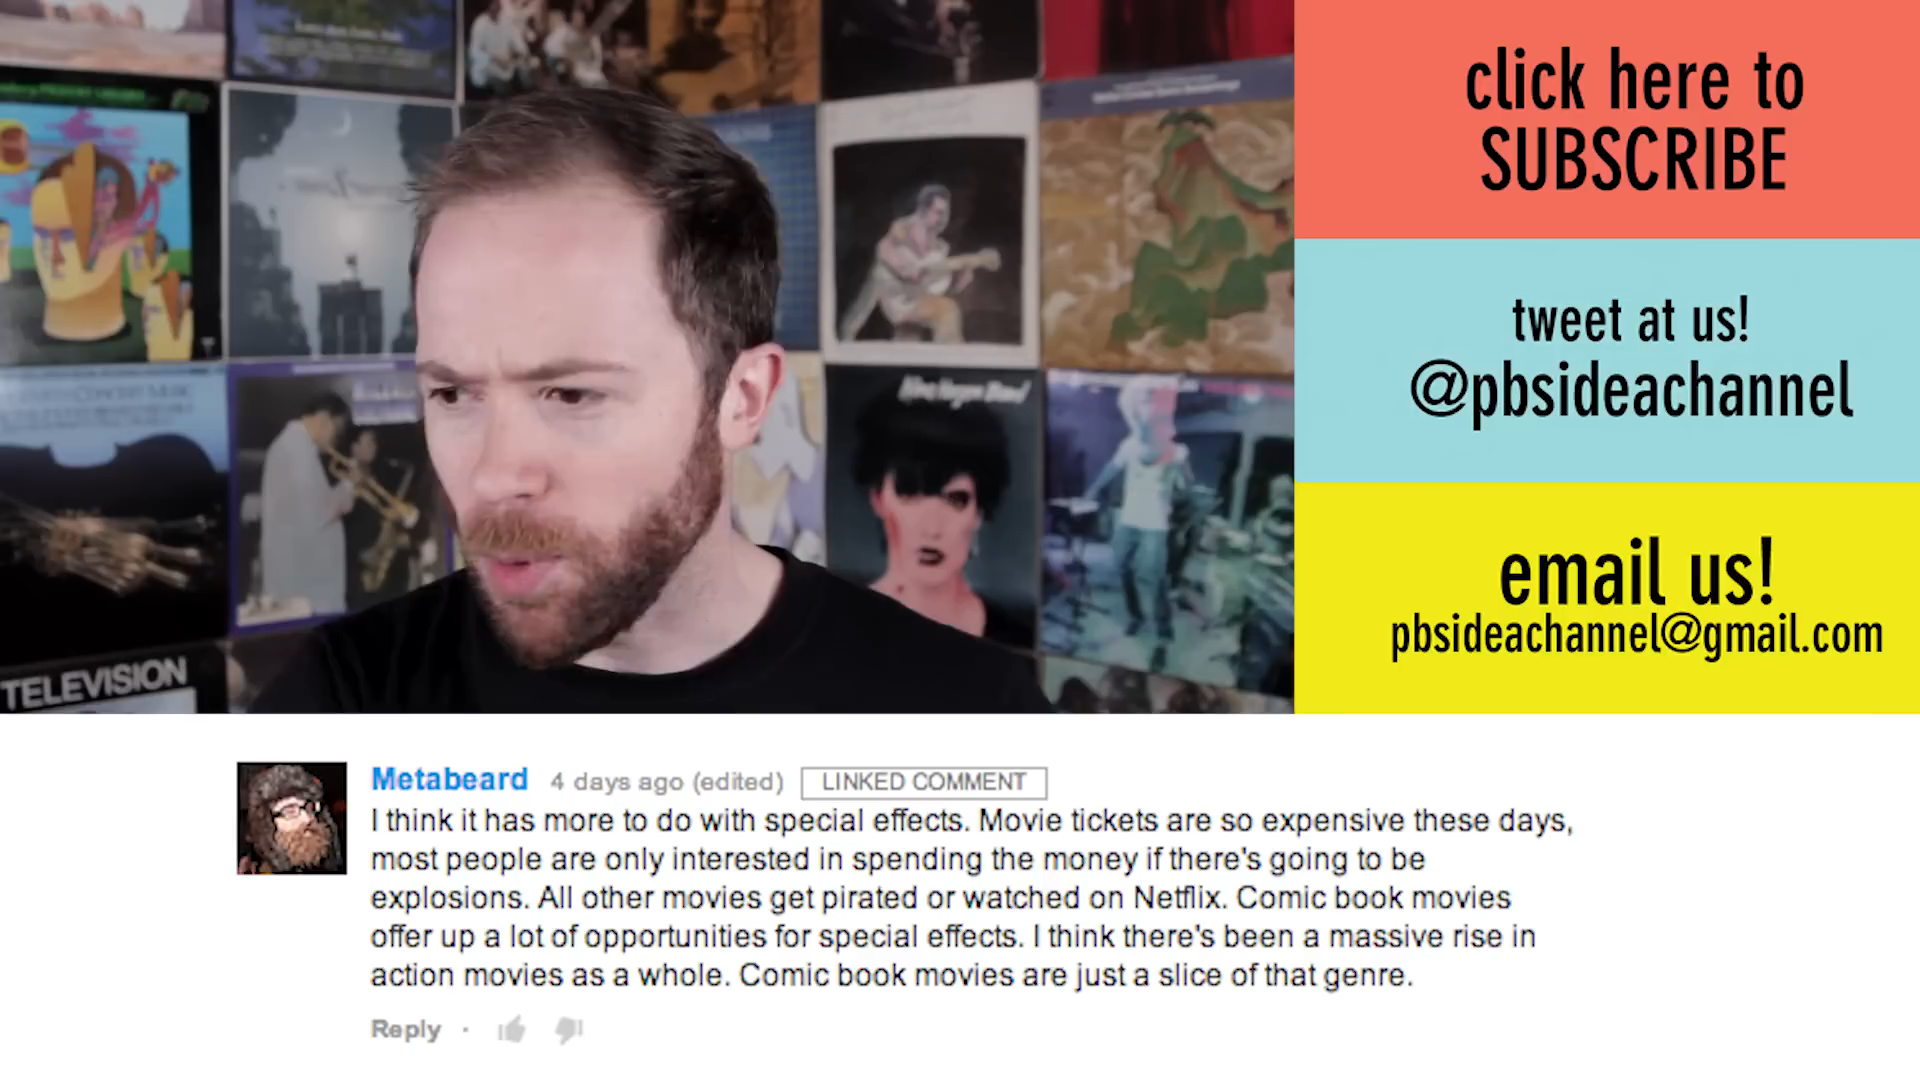 click here to
SUBSCRIBE
tweet at us!
@pbsideachannel
email us!
pbsideachannel@gmail.com
TELEVISION
Metabeard 4 days ago (edited) LINKED COMMENT
I think it has more to do with special effects. Movie tickets are so expensive these days,
most people are only interested in spending the money if there's going to be
explosions. All other movies get pirated or watched on Netflix. Comic book movies
offer up a lot of opportunities for special effects. I think there's been a massive rise in
action movies as a whole. Comic book movies are just a slice of that genre.
Reply ·